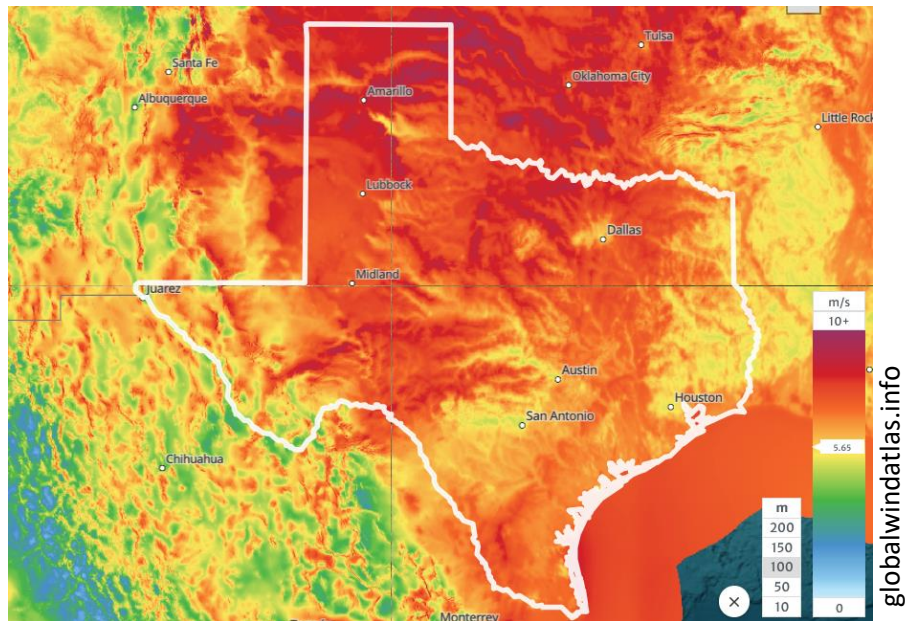 Tulsa
Santa Fe
Oklahoma City
Amarillo
Albuquerque
Little Rock
Lubbock
Dallas
Midland
Juarez
m/s
10+
Austin
Houston
San Antonio
5.65
Chihuahua
m
200
150
100
50
10
0
Monterrey
globalwindatlas.info